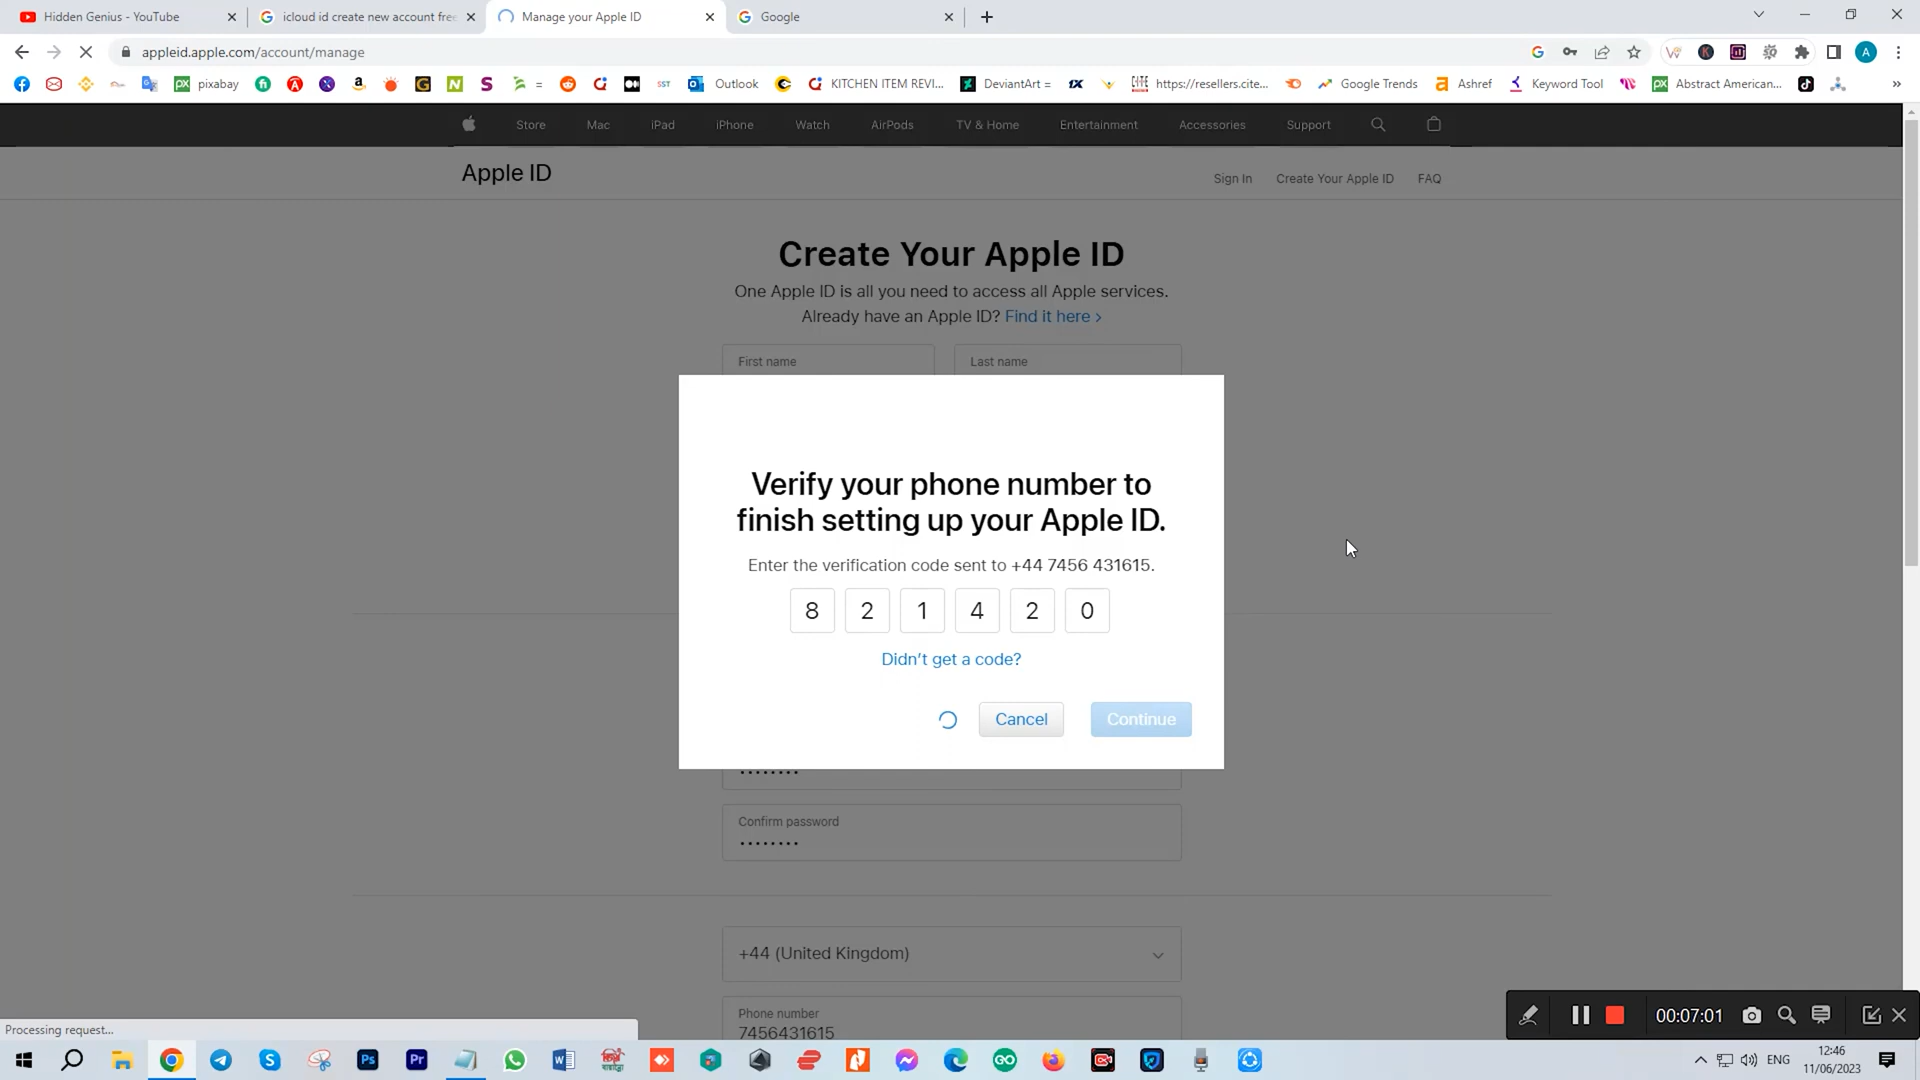 Hidden Genius - YouTube
icloud id create new account free
Manage your Apple ID
Google
appleid.apple.com/account/manage
pixabay
=
SST
Outlook
KITCHEN ITEM REVI...
DeviantArt =
1X
https://resellers.cite...
Google Trends
Ashref
Keyword Tool
Abstract American...
»
Store
Mac
iPad
iPhone
Watch
AirPods
TV & Home
Entertainment
Accessories
Support
Apple ID
Sign In
Create Your Apple ID
FAQ
Create Your Apple ID
One Apple ID is all you need to access all Apple services.
Already have an Apple ID? Find it here >
First name
Last name
Verify your phone number to
finish setting up your Apple ID.
Enter the verification code sent to +44 7456 431615.
8 2 1 4 2 0
Didn't get a code?
Cancel
Continue
Confirm password
+44 (United Kingdom)
Phone number
7456431615
Processing request...
00:07:01
ENG
12:46
11/06/2023